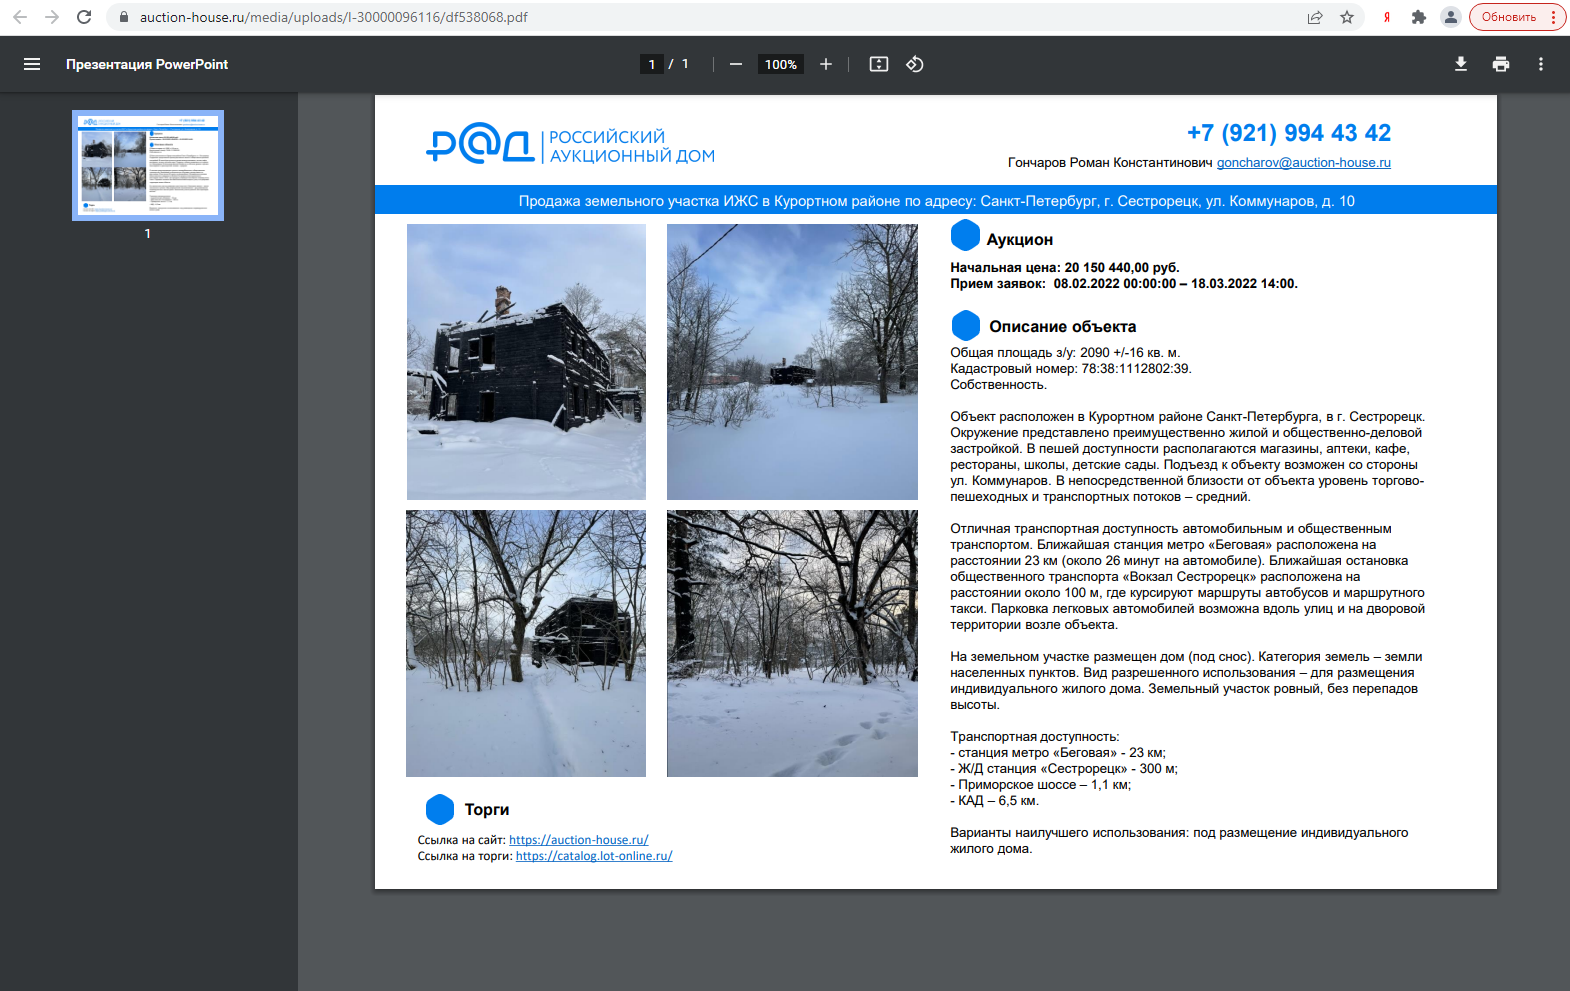 auction-house.ru/media/uploads/l-30000096116/df538068.pdf
Я
Обновить
Презентация PowerPoint
1 / 1
100%
1
РАД
РОССИЙСКИЙ
АУКЦИОННЫЙ ДОМ
+7 (921) 994 43 42
Гончаров Роман Константинович goncharov@auction-house.ru
Продажа земельного участка ИЖС в Курортном районе по адресу: Санкт-Петербург, г. Сестрорецк, ул. Коммунаров, д. 10
Аукцион
Начальная цена: 20 150 440,00 руб.
Прием заявок: 08.02.2022 00:00:00 – 18.03.2022 14:00.
Описание объекта
Общая площадь з/у: 2090 +/-16 кв. м.
Кадастровый номер: 78:38:1112802:39.
Собственность.
Объект расположен в Курортном районе Санкт-Петербурга, в г. Сестрорецк.
Окружение представлено преимущественно жилой и общественно-деловой
застройкой. В пешей доступности располагаются магазины, аптеки, кафе,
рестораны, школы, детские сады. Подъезд к объекту возможен со стороны
ул. Коммунаров. В непосредственной близости от объекта уровень торгово-
пешеходных и транспортных потоков – средний.
Отличная транспортная доступность автомобильным и общественным
транспортом. Ближайшая станция метро «Беговая» расположена на
расстоянии 23 км (около 26 минут на автомобиле). Ближайшая остановка
общественного транспорта «Вокзал Сестрорецк» расположена на
расстоянии около 100 м, где курсируют маршруты автобусов и маршрутного
такси. Парковка легковых автомобилей возможна вдоль улиц и на дворовой
территории возле объекта.
На земельном участке размещен дом (под снос). Категория земель – земли
населенных пунктов. Вид разрешенного использования – для размещения
индивидуального жилого дома. Земельный участок ровный, без перепадов
высоты.
Транспортная доступность:
- станция метро «Беговая» - 23 км;
- Ж/Д станция «Сестрорецк» - 300 м;
- Приморское шоссе – 1,1 км;
- КАД – 6,5 км.
Варианты наилучшего использования: под размещение индивидуального
жилого дома.
Торги
Ссылка на сайт: https://auction-house.ru/
Ссылка на торги: https://catalog.lot-online.ru/